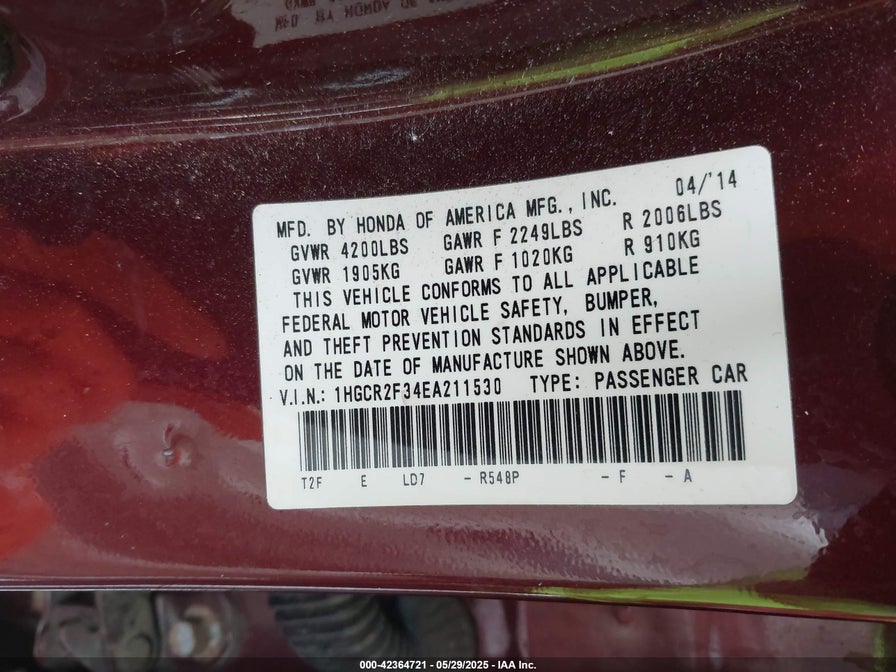 MFD. BY HONDA OF AMERICA MFG., INC. 04/'14
GVWR 4200LBS GAWR F 2249LBS R 2006LBS
GVWR 1905KG GAWR F 1020KG R 910KG
THIS VEHICLE CONFORMS TO ALL APPLICABLE
FEDERAL MOTOR VEHICLE SAFETY, BUMPER,
AND THEFT PREVENTION STANDARDS IN EFFECT
ON THE DATE OF MANUFACTURE SHOWN ABOVE.
V.I.N.: 1HGCR2F34EA211530 TYPE: PASSENGER CAR
T2F E LD7 - R548P - F - A
000-42364721 - 05/29/2025 - IAA Inc.